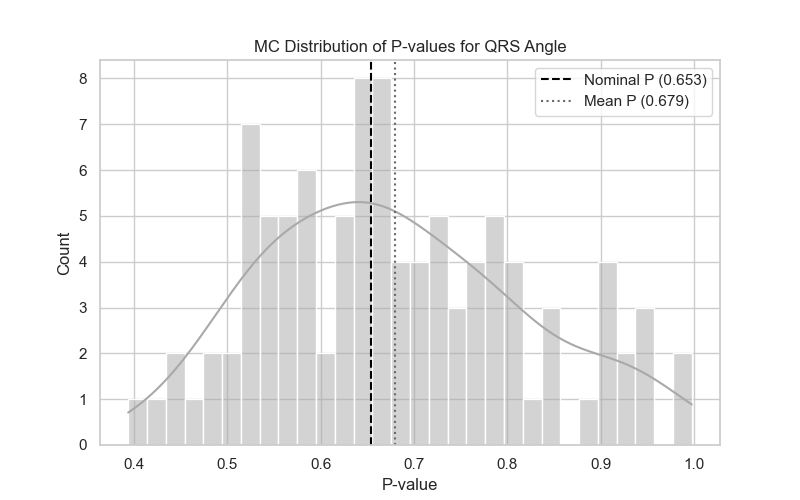 MC Distribution of P-values for QRS Angle
Nominal P (0.653)
Mean P (0.679)
Count
8
7
6
5
4
3
2
1
0
0.4 0.5 0.6 0.7 0.8 0.9 1.0
P-value